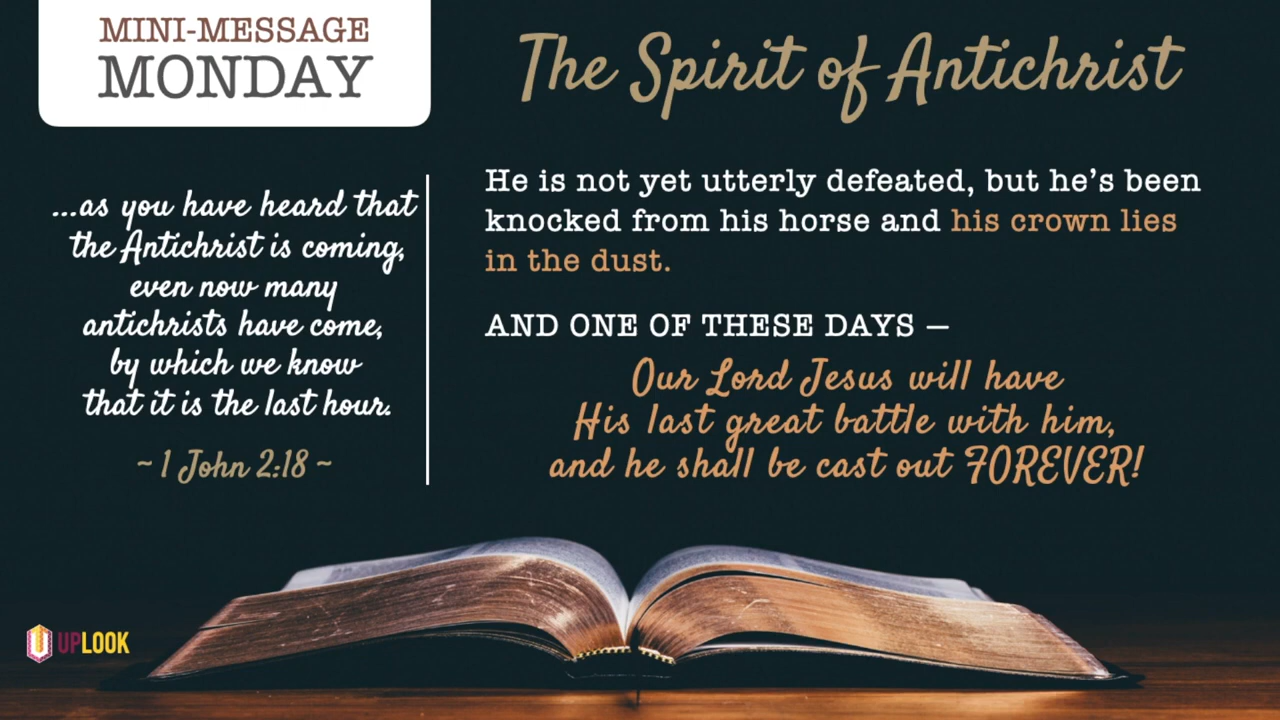 MINI-MESSAGE
MONDAY
The Spirit of Antichrist
...as you have heard that
the Antichrist is coming,
even now many
antichrists have come,
by which we know
that it is the last hour.
~ 1 John 2:18 ~
He is not yet utterly defeated, but he's been
knocked from his horse and his crown lies
in the dust.
AND ONE OF THESE DAYS —
Our Lord Jesus will have
His last great battle with him,
and he shall be cast out FOREVER!
UPLOOK